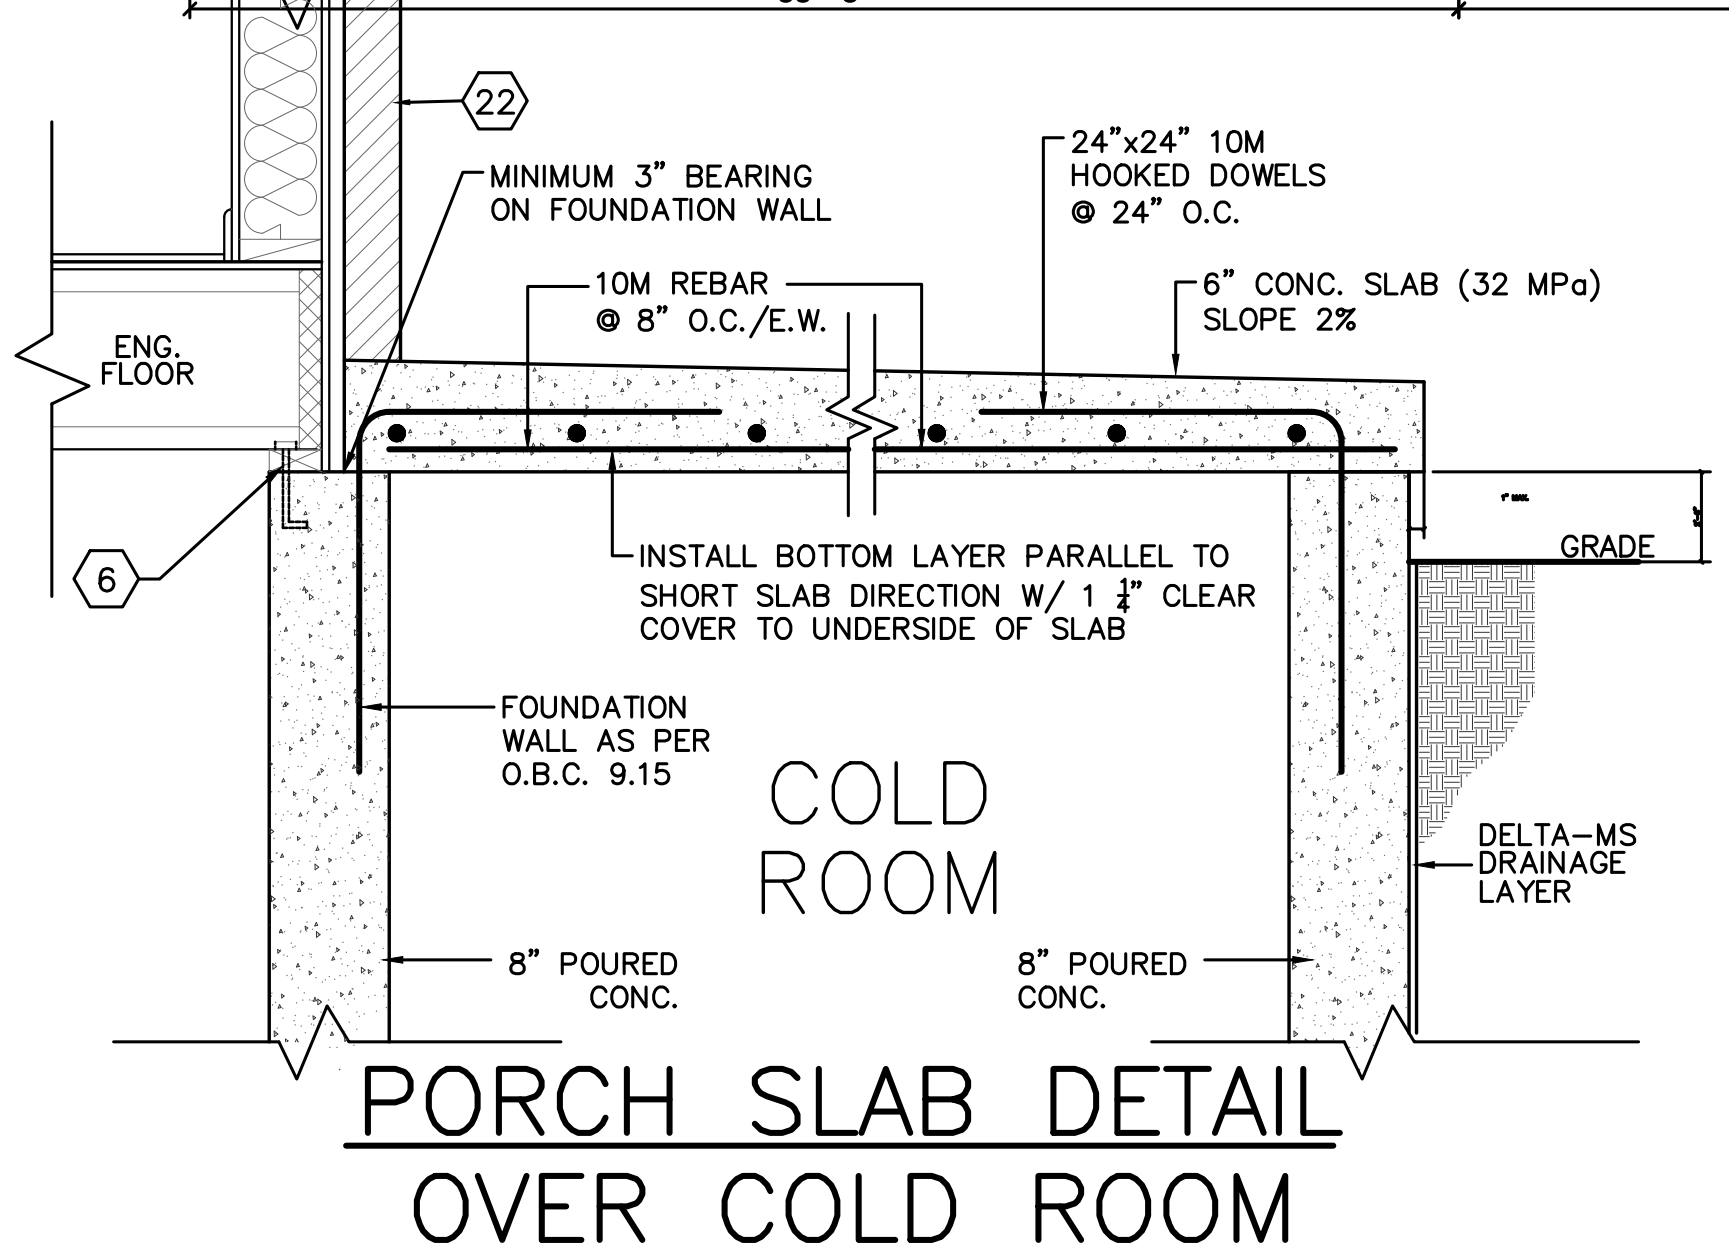 22
24”x24” 10M
HOOKED DOWELS
@ 24” O.C.
MINIMUM 3” BEARING
ON FOUNDATION WALL
10M REBAR
@ 8” O.C./E.W.
6” CONC. SLAB (32 MPa)
SLOPE 2%
ENG.
FLOOR
1” MAX.
GRADE
6
INSTALL BOTTOM LAYER PARALLEL TO
SHORT SLAB DIRECTION W/ 1 1/4” CLEAR
COVER TO UNDERSIDE OF SLAB
FOUNDATION
WALL AS PER
O.B.C. 9.15
COLD
ROOM
DELTA-MS
DRAINAGE
LAYER
8” POURED
CONC.
8” POURED
CONC.
PORCH SLAB DETAIL
OVER COLD ROOM